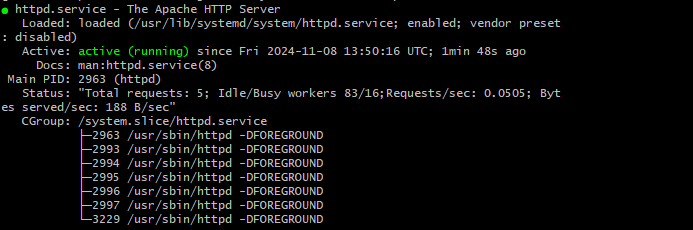 ● httpd.service - The Apache HTTP Server
Loaded: loaded (/usr/lib/systemd/system/httpd.service; enabled; vendor preset
: disabled)
Active: active (running) since Fri 2024-11-08 13:50:16 UTC; 1min 48s ago
Docs: man:httpd.service(8)
Main PID: 2963 (httpd)
Status: "Total requests: 5; Idle/Busy workers 83/16;Requests/sec: 0.0505; Byt
es served/sec: 188 B/sec"
CGroup: /system.slice/httpd.service
├─2963 /usr/sbin/httpd -DFOREGROUND
├─2993 /usr/sbin/httpd -DFOREGROUND
├─2994 /usr/sbin/httpd -DFOREGROUND
├─2995 /usr/sbin/httpd -DFOREGROUND
├─2996 /usr/sbin/httpd -DFOREGROUND
├─2997 /usr/sbin/httpd -DFOREGROUND
└─3229 /usr/sbin/httpd -DFOREGROUND